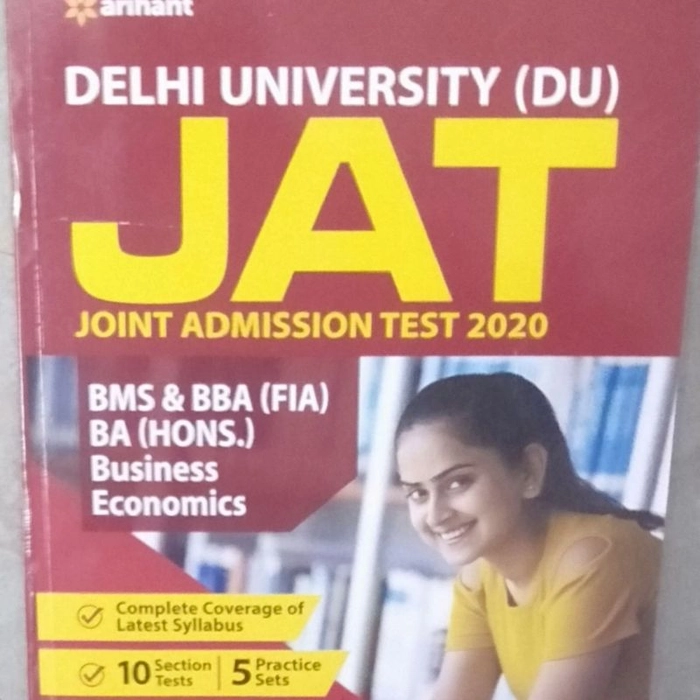 arihant
DELHI UNIVERSITY (DU)
JAT
JOINT ADMISSION TEST 2020
BMS & BBA (FIA)
BA (HONS.)
Business
Economics
Complete Coverage of
Latest Syllabus
10 Section Tests | 5 Practice Sets